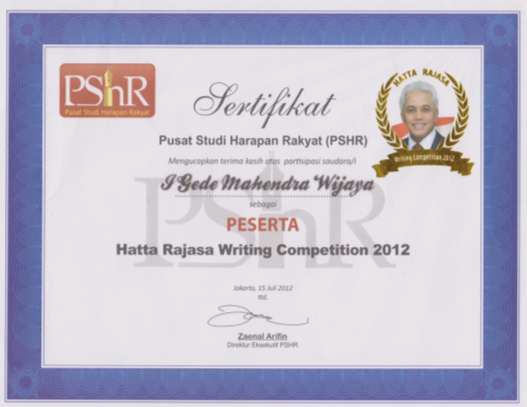 PShR
Pusat Studi Harapan Rakyat
HATTA RAJASA
Writing Competition 2012
Sertifikat
Pusat Studi Harapan Rakyat (PSHR)
Mengucapkan terima kasih atas partisipasi saudara/i
I Gede Mahendra Wijaya
sebagai
PESERTA
Hatta Rajasa Writing Competition 2012
PShR
Jakarta, 15 Juli 2012
ttd.
Zaenal Arifin
Direktur Eksekutif PSHR